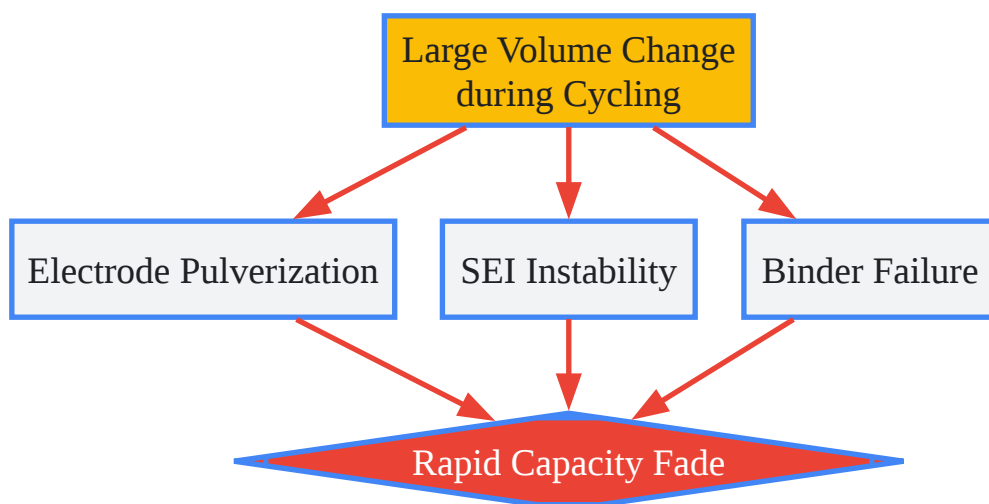 Large Volume Change
during Cycling
Electrode Pulverization
SEI Instability
Binder Failure
Rapid Capacity Fade